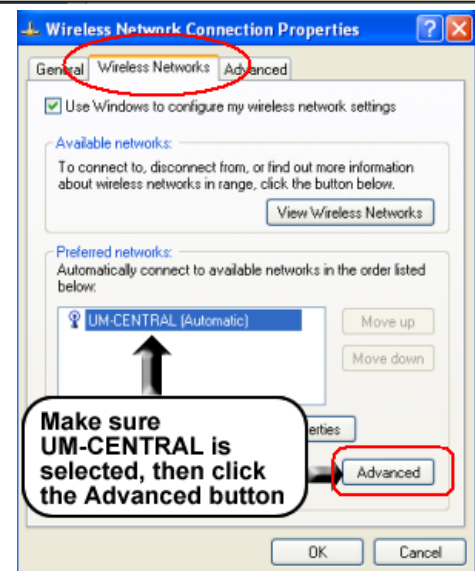 Wireless Network Connection Properties
General Wireless Networks Advanced
Use Windows to configure my wireless network settings
Available networks:
To connect to, disconnect from, or find out more information
about wireless networks in range, click the button below.
View Wireless Networks
Preferred networks:
Automatically connect to available networks in the order listed
below:
UM-CENTRAL (Automatic)
Move up
Move down
Make sure
UM-CENTRAL is
selected, then click
the Advanced button
Advanced
OK Cancel